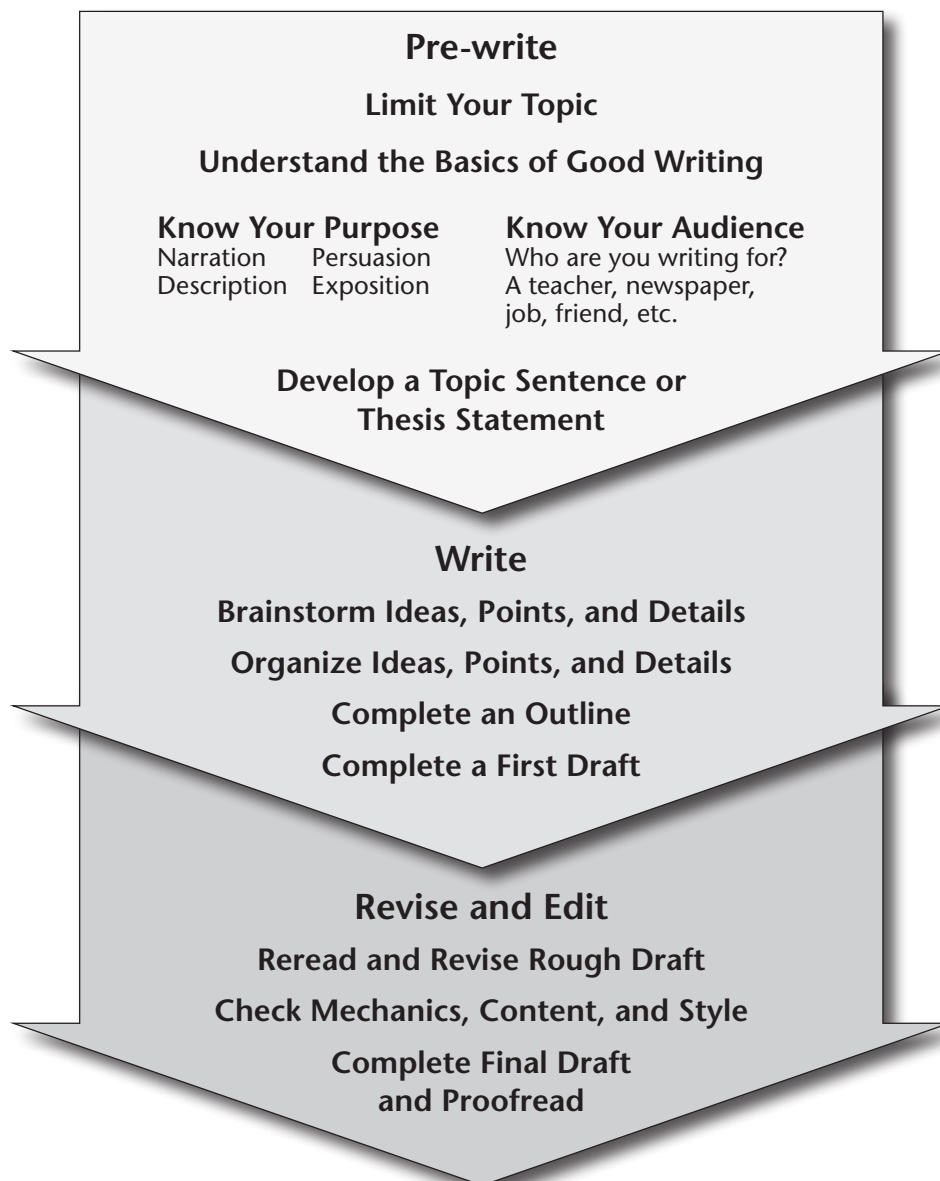 Pre-write
Limit Your Topic
Understand the Basics of Good Writing
Know Your Purpose
Narration Persuasion
Description Exposition
Know Your Audience
Who are you writing for?
A teacher, newspaper,
job, friend, etc.
Develop a Topic Sentence or
Thesis Statement
Write
Brainstorm Ideas, Points, and Details
Organize Ideas, Points, and Details
Complete an Outline
Complete a First Draft
Revise and Edit
Reread and Revise Rough Draft
Check Mechanics, Content, and Style
Complete Final Draft
and Proofread